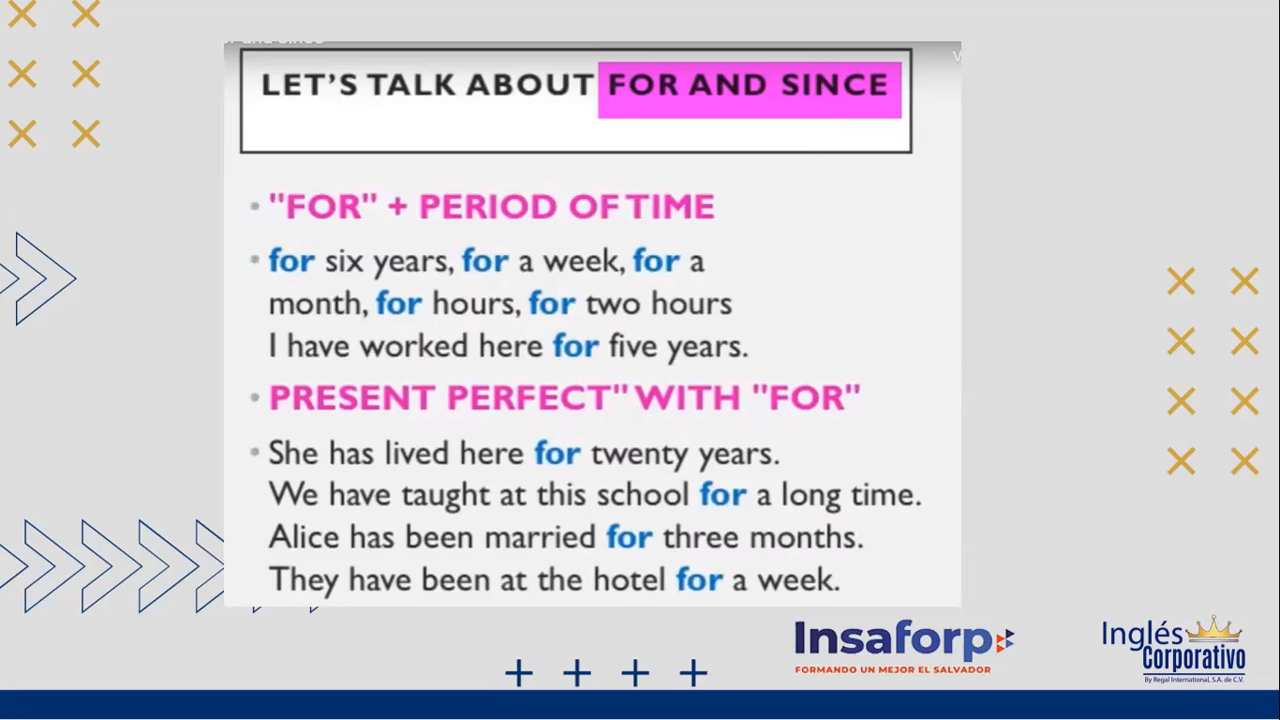 LET'S TALK ABOUT FOR AND SINCE
"FOR" + PERIOD OF TIME
for six years, for a week, for a
month, for hours, for two hours
I have worked here for five years.
PRESENT PERFECT" WITH "FOR"
She has lived here for twenty years.
We have taught at this school for a long time.
Alice has been married for three months.
They have been at the hotel for a week.
Insaforp
FORMANDO UN MEJOR EL SALVADOR
Inglés
Corporativo
By Regal International, S.A. de C.V.